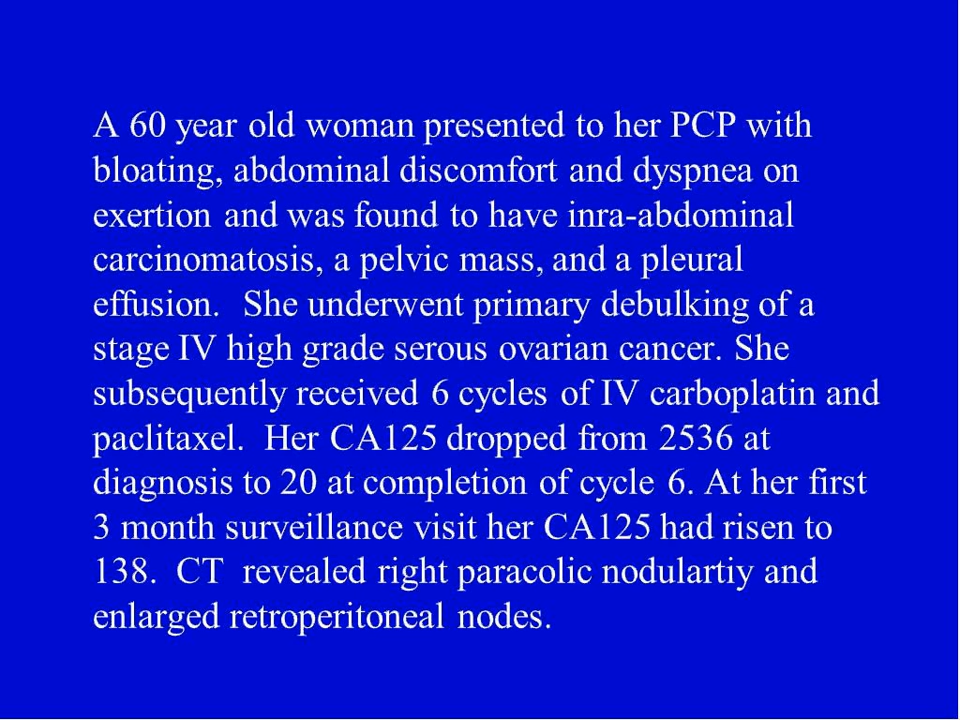 A 60 year old woman presented to her PCP with
bloating, abdominal discomfort and dyspnea on
exertion and was found to have inra-abdominal
carcinomatosis, a pelvic mass, and a pleural
effusion.  She underwent primary debulking of a
stage IV high grade serous ovarian cancer. She
subsequently received 6 cycles of IV carboplatin and
paclitaxel.  Her CA125 dropped from 2536 at
diagnosis to 20 at completion of cycle 6. At her first
3 month surveillance visit her CA125 had risen to
138.  CT  revealed right paracolic nodulartiy and
enlarged retroperitoneal nodes.